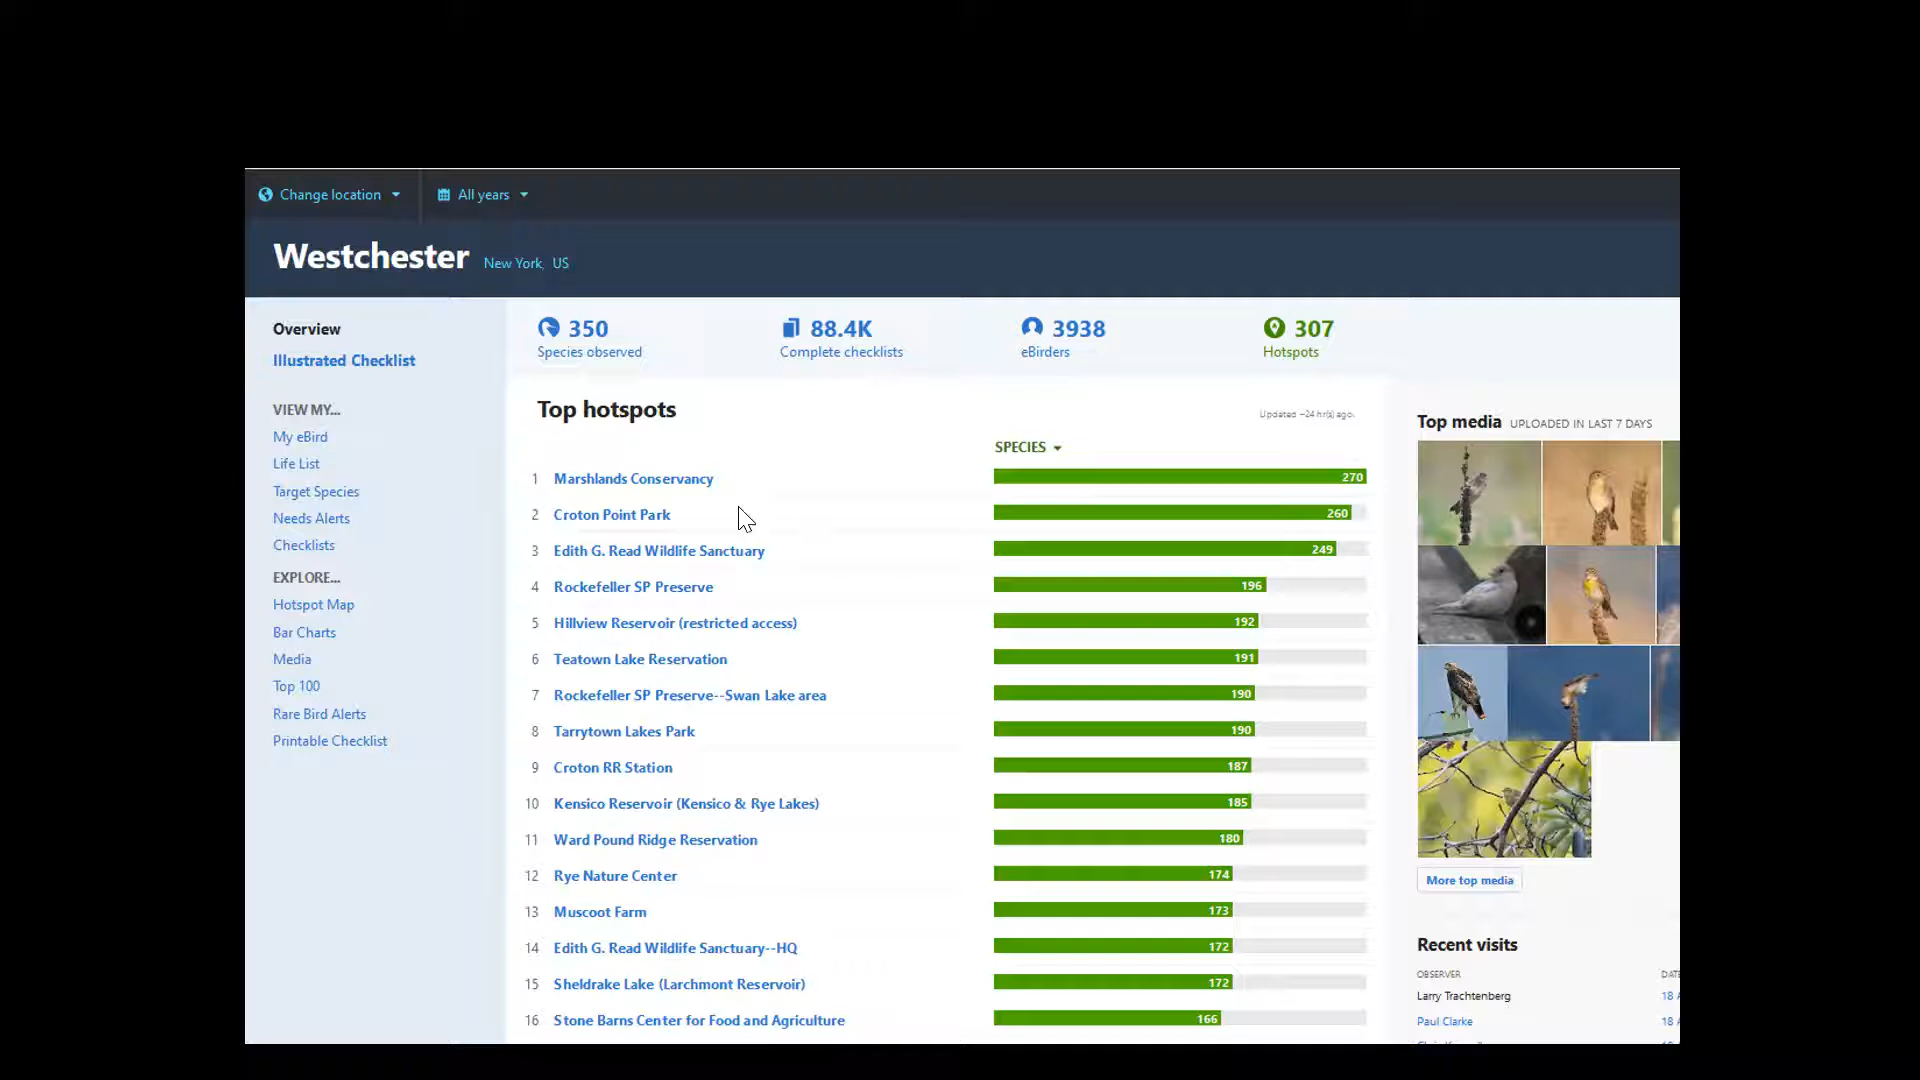 Change location
All years
Westchester New York, US
Overview
Illustrated Checklist
VIEW MY...
My eBird
Life List
Target Species
Needs Alerts
Checklists
EXPLORE...
Hotspot Map
Bar Charts
Media
Top 100
Rare Bird Alerts
Printable Checklist
350
Species observed
88.4K
Complete checklists
3938
eBirders
307
Hotspots
Top hotspots
Updated ~24 hr(s) ago.
SPECIES
1 Marshlands Conservancy 270
2 Croton Point Park 260
3 Edith G. Read Wildlife Sanctuary 249
4 Rockefeller SP Preserve 196
5 Hillview Reservoir (restricted access) 192
6 Teatown Lake Reservation 191
7 Rockefeller SP Preserve--Swan Lake area 190
8 Tarrytown Lakes Park 190
9 Croton RR Station 187
10 Kensico Reservoir (Kensico & Rye Lakes) 185
11 Ward Pound Ridge Reservation 180
12 Rye Nature Center 174
13 Muscoot Farm 173
14 Edith G. Read Wildlife Sanctuary--HQ 172
15 Sheldrake Lake (Larchmont Reservoir) 172
16 Stone Barns Center for Food and Agriculture 166
Top media UPLOADED IN LAST 7 DAYS
More top media
Recent visits
OBSERVER
Larry Trachtenberg 18
Paul Clarke 18